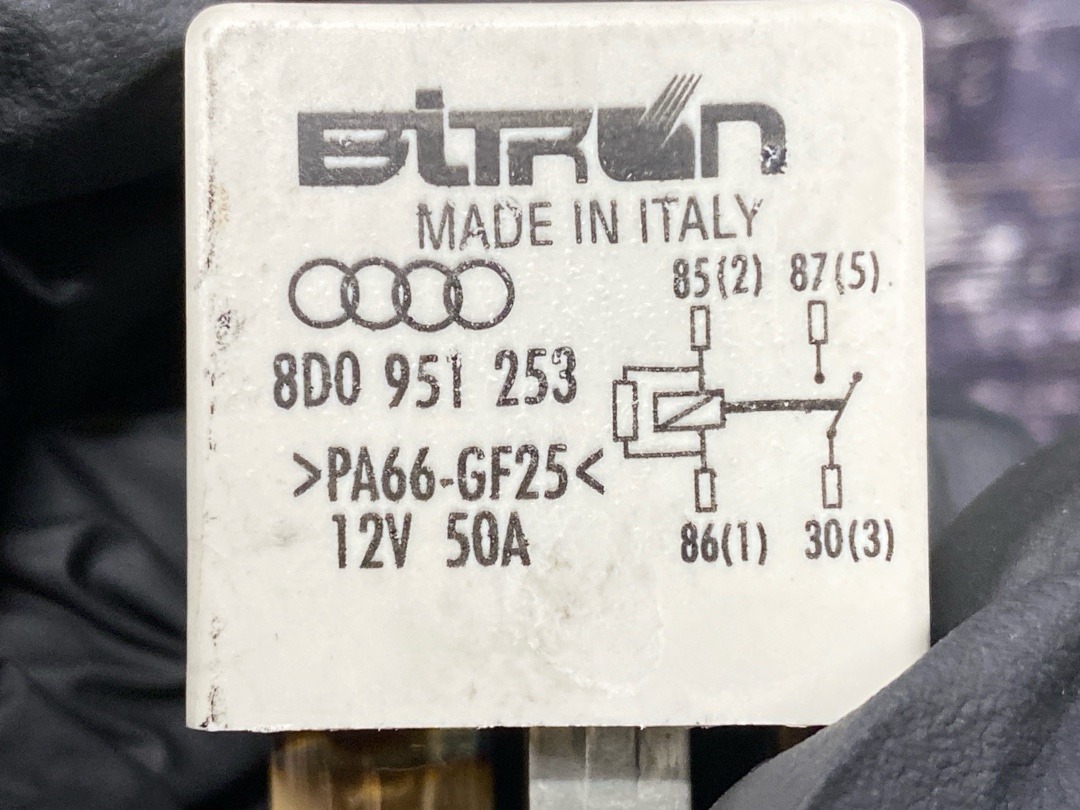 BiTRON
MADE IN ITALY
85(2) 87(5)
8D0 951 253
>PA66-GF25<
12V 50A
86(1) 30(3)